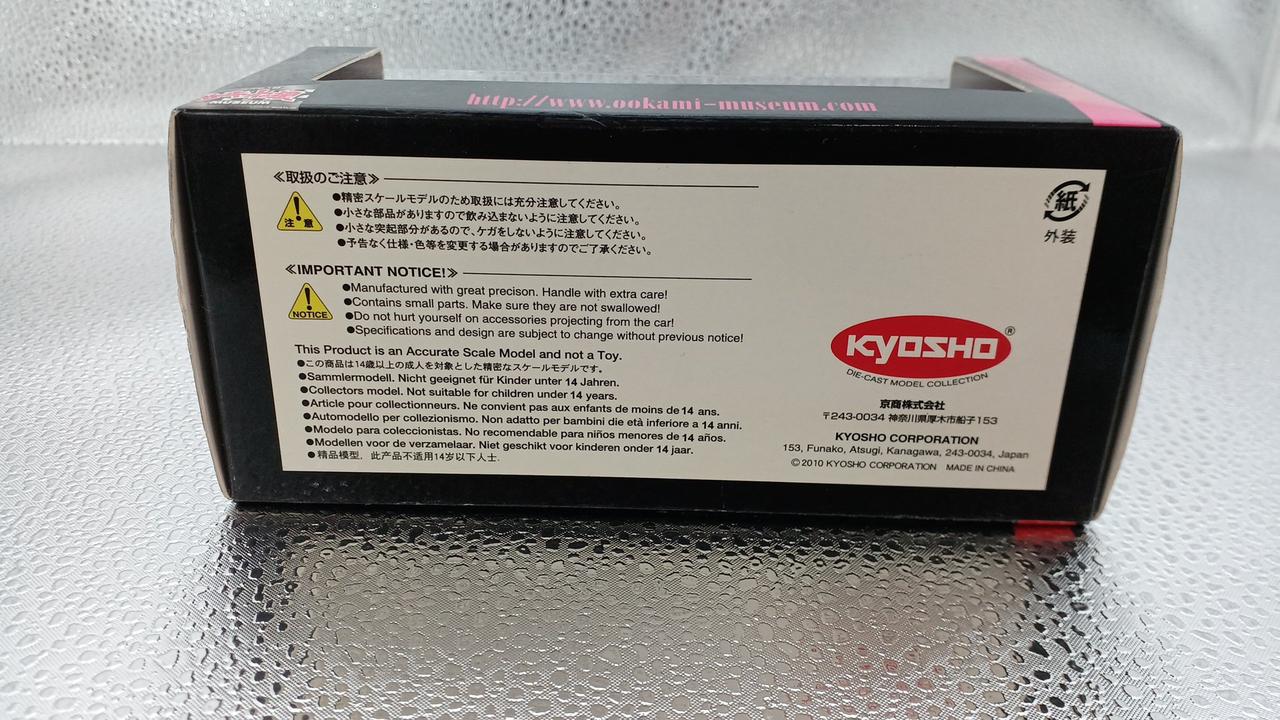 MUSEUM
http://www.ookami-museum.com
≪取扱のご注意≫
注 意
●精密スケールモデルのため取扱には充分注意してください。
●小さな部品がありますので飲み込まないように注意してください。
●小さな突起部分があるので、ケガをしないように注意してください。
●予告なく仕様・色等を変更する場合がありますのでご了承ください。
≪IMPORTANT NOTICE!≫
NOTICE
●Manufactured with great precison. Handle with extra care!
●Contains small parts. Make sure they are not swallowed!
●Do not hurt yourself on accessories projecting from the car!
●Specifications and design are subject to change without previous notice!
This Product is an Accurate Scale Model and not a Toy.
●この商品は14歳以上の成人を対象とした精密なスケールモデルです。
●Sammlermodell. Nicht geeignet für Kinder unter 14 Jahren.
●Collectors model. Not suitable for children under 14 years.
●Article pour collectionneurs. Ne convient pas aux enfants de moins de 14 ans.
●Automodello per collezionismo. Non adatto per bambini die età inferiore a 14 anni.
●Modelo para coleccionistas. No recomendable para niños menores de 14 años.
●Modellen voor de verzamelaar. Niet geschikt voor kinderen onder 14 jaar.
●精品模型，此产品不适用14岁以下人士.
紙
外装
KYOSHO®
DIE-CAST MODEL COLLECTION
京商株式会社
〒243-0034 神奈川県厚木市船子153
KYOSHO CORPORATION
153, Funako, Atsugi, Kanagawa, 243-0034, Japan
©2010 KYOSHO CORPORATION MADE IN CHINA